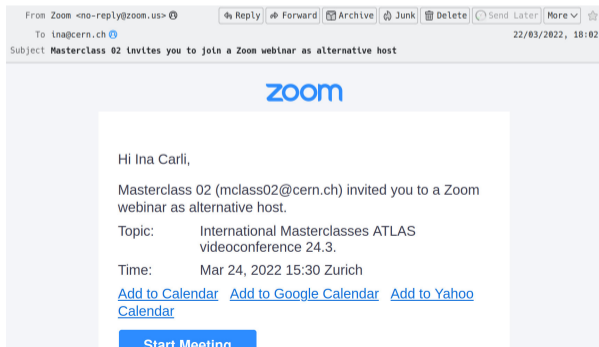 From Zoom <no-reply@zoom.us> Reply Forward Archive Junk Delete Send Later More
To ina@cern.ch 22/03/2022, 18:02
Subject Masterclass 02 invites you to join a Zoom webinar as alternative host
zoom
Hi Ina Carli,
Masterclass 02 (mclass02@cern.ch) invited you to a Zoom
webinar as alternative host.
Topic: International Masterclasses ATLAS
videoconference 24.3.
Time: Mar 24, 2022 15:30 Zurich
Add to Calendar Add to Google Calendar Add to Yahoo
Calendar
Start Meeting